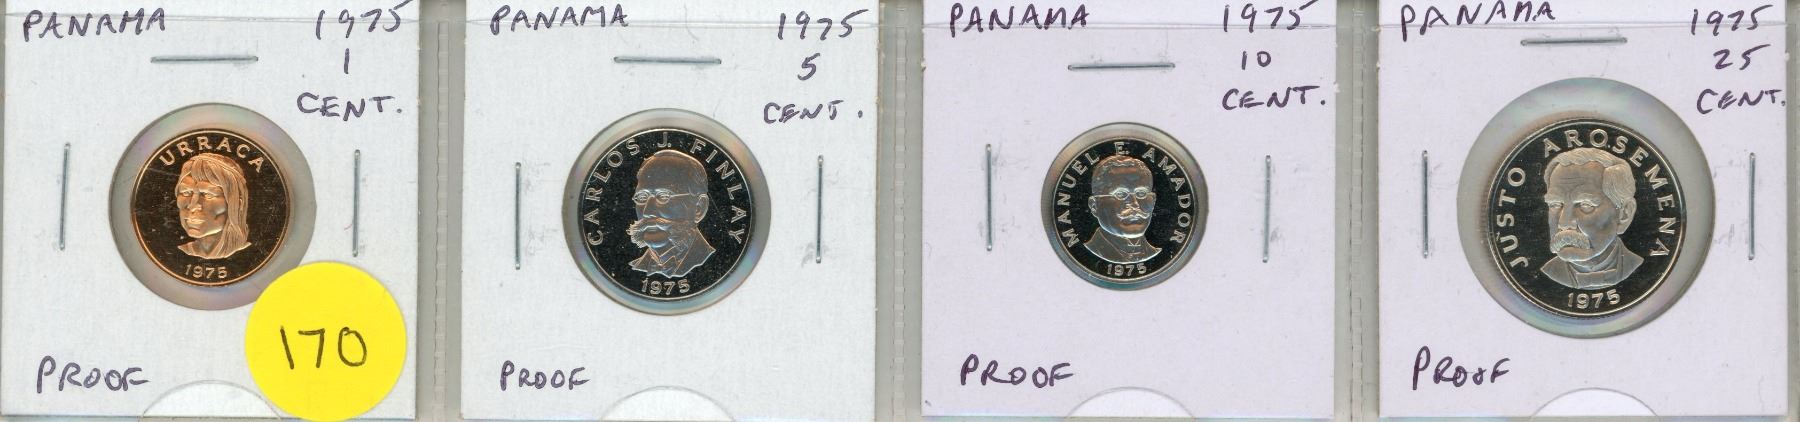 PANAMA 1975
1
CENT.
URRACA
1975
170
PROOF
PANAMA 1975
5
CENT.
CARLOS J. FINLAY
1975
PROOF
PANAMA 1975
10
CENT.
MANUEL E. AMADOR
1975
PROOF
PANAMA 1975
25
CENT.
JUSTO AROSEMENA
1975
PROOF